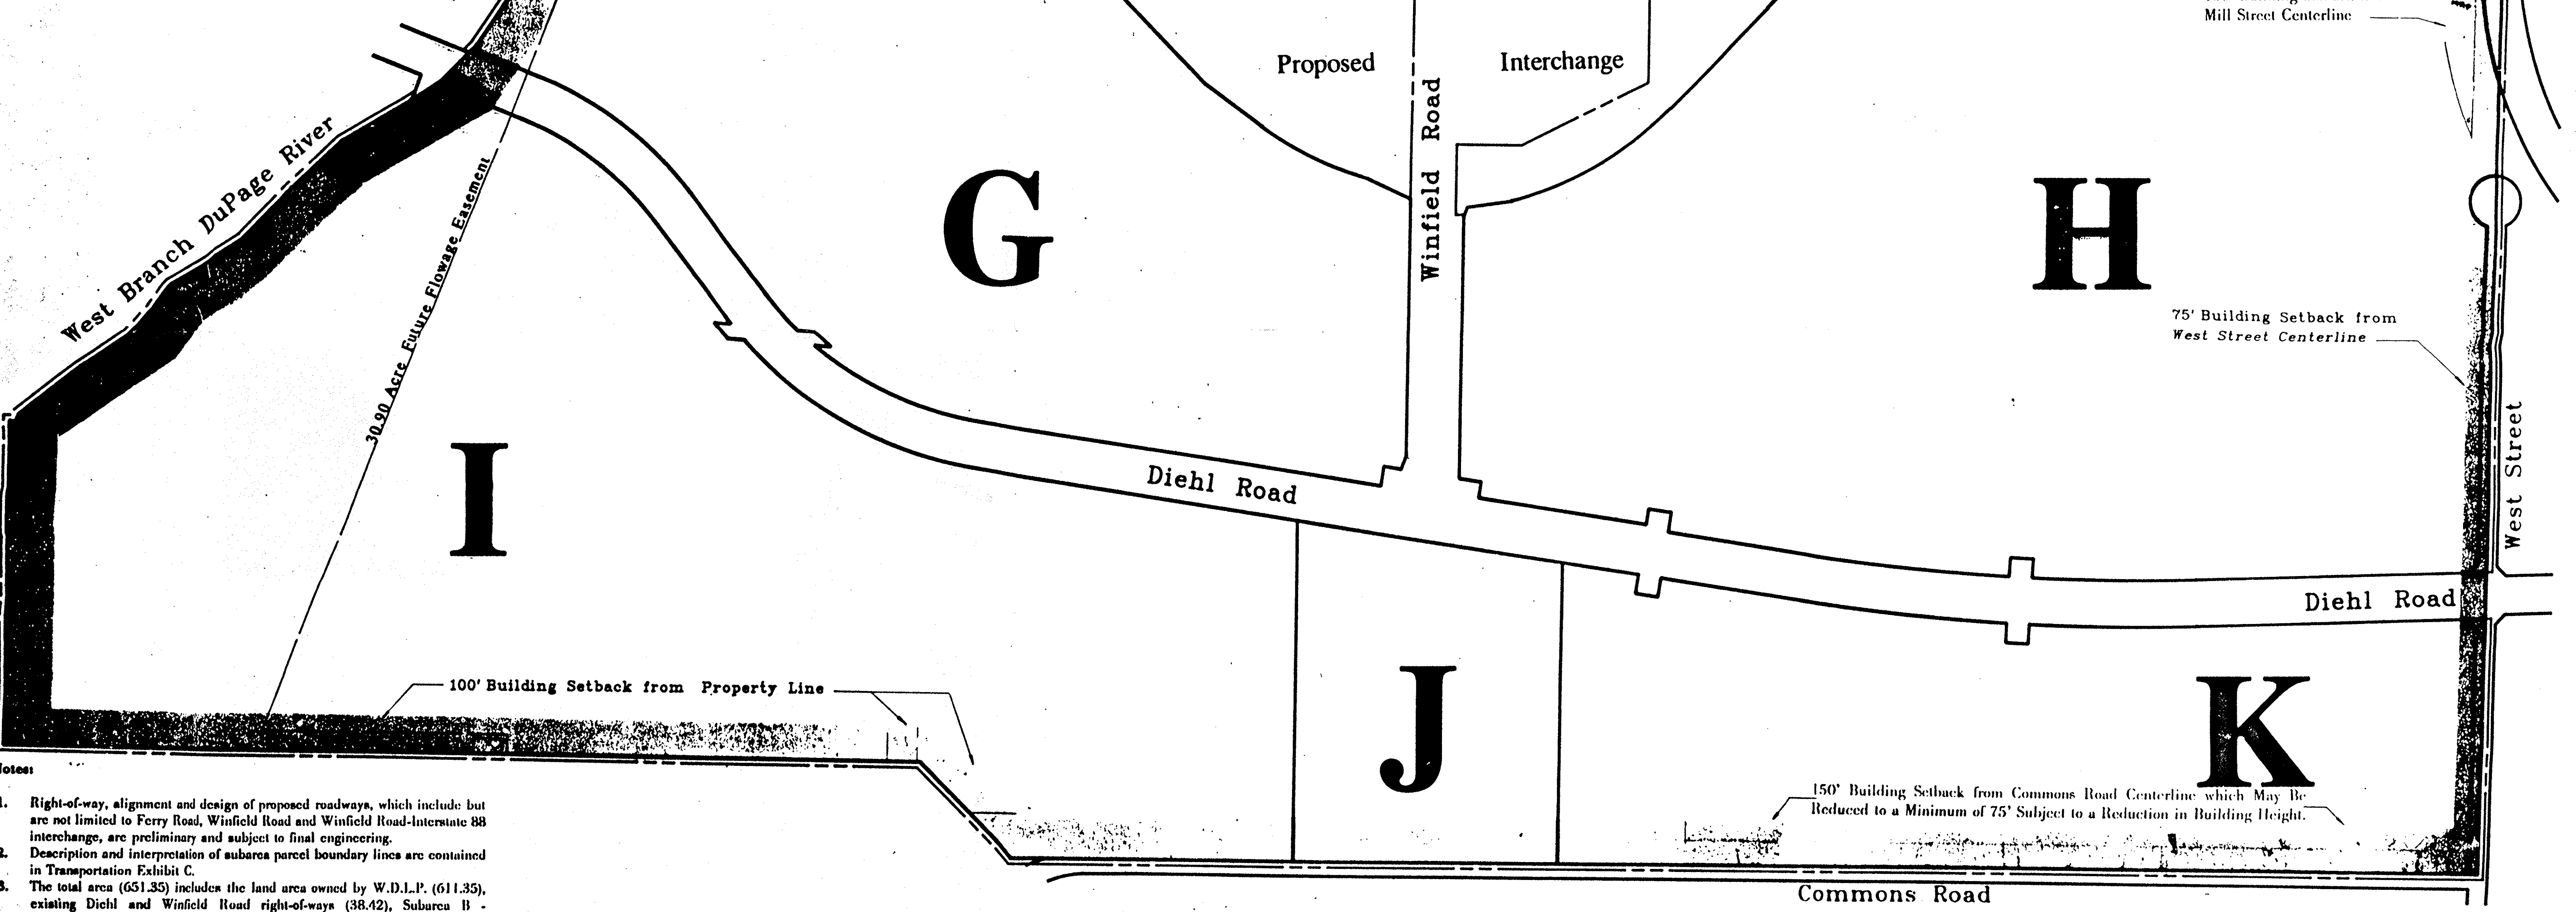 Mill Street Centerline
Proposed
Interchange
Winfield Road
West Branch DuPage River
30.90 Acre Future Flowage Easement
G
H
75' Building Setback from
West Street Centerline
West Street
I
Diehl Road
Diehl Road
100' Building Setback from Property Line
J
K
150' Building Setback from Commons Road Centerline which May Be
Reduced to a Minimum of 75' Subject to a Reduction in Building Height.
Commons Road
Notes:
1. Right-of-way, alignment and design of proposed roadways, which include but
are not limited to Ferry Road, Winfield Road and Winfield Road-Interstate 88
interchange, are preliminary and subject to final engineering.
2. Description and interpretation of subarea parcel boundary lines are contained
in Transportation Exhibit C.
3. The total area (651.35) includes the land area owned by W.D.L.P. (611.35),
existing Diehl and Winfield Road right-of-ways (38.42), Subarea B -